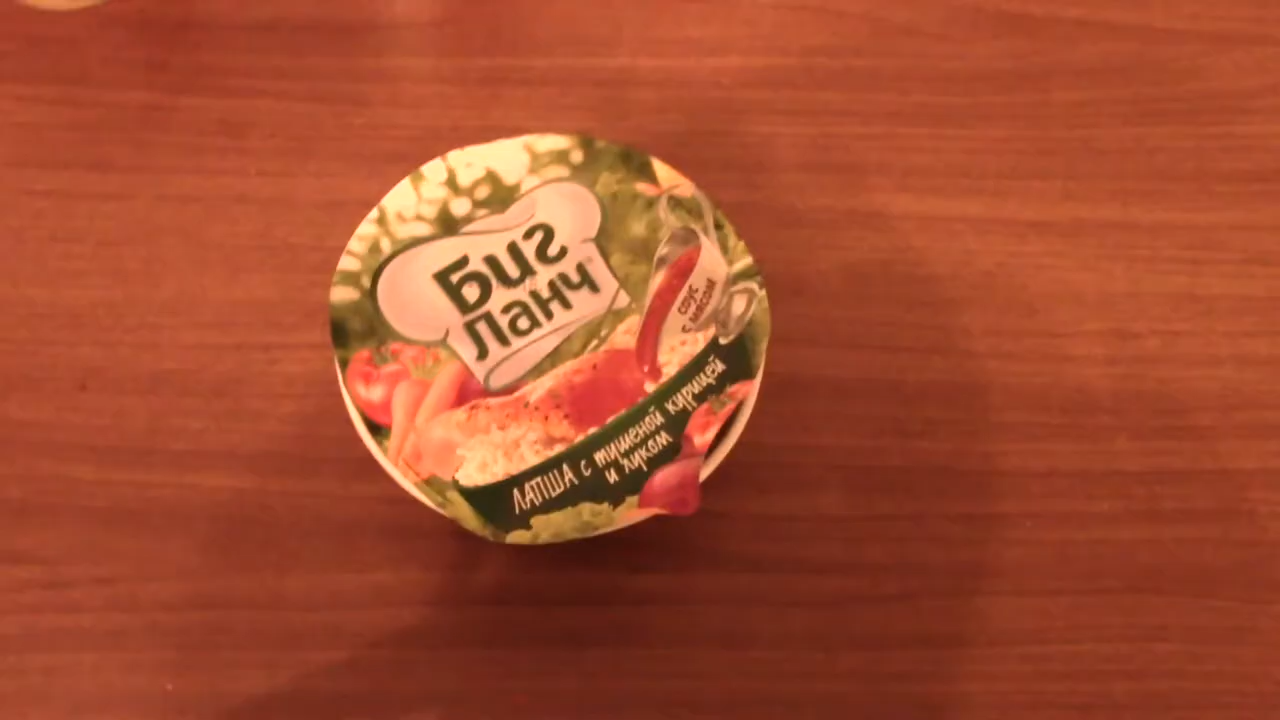 Биг
Ланч
соус
с мясом
ЛАПША с тушеной курицей
и луком